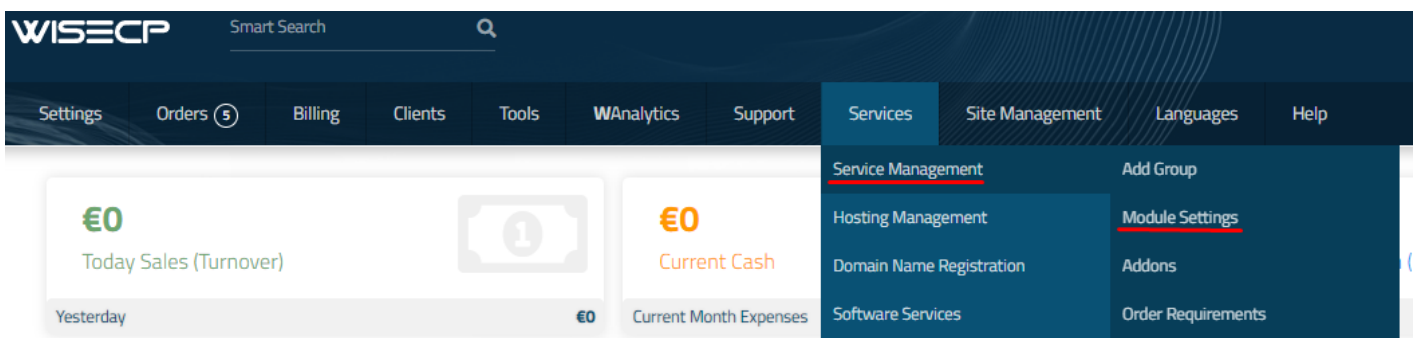 WISECP
Smart Search
Settings
Orders 5
Billing
Clients
Tools
WAnalytics
Support
Services
Site Management
Languages
Help
Service Management
Add Group
Hosting Management
Module Settings
Domain Name Registration
Addons
Software Services
Order Requirements
€0
Today Sales (Turnover)
1
Yesterday
€0
€0
Current Cash
Current Month Expenses
(